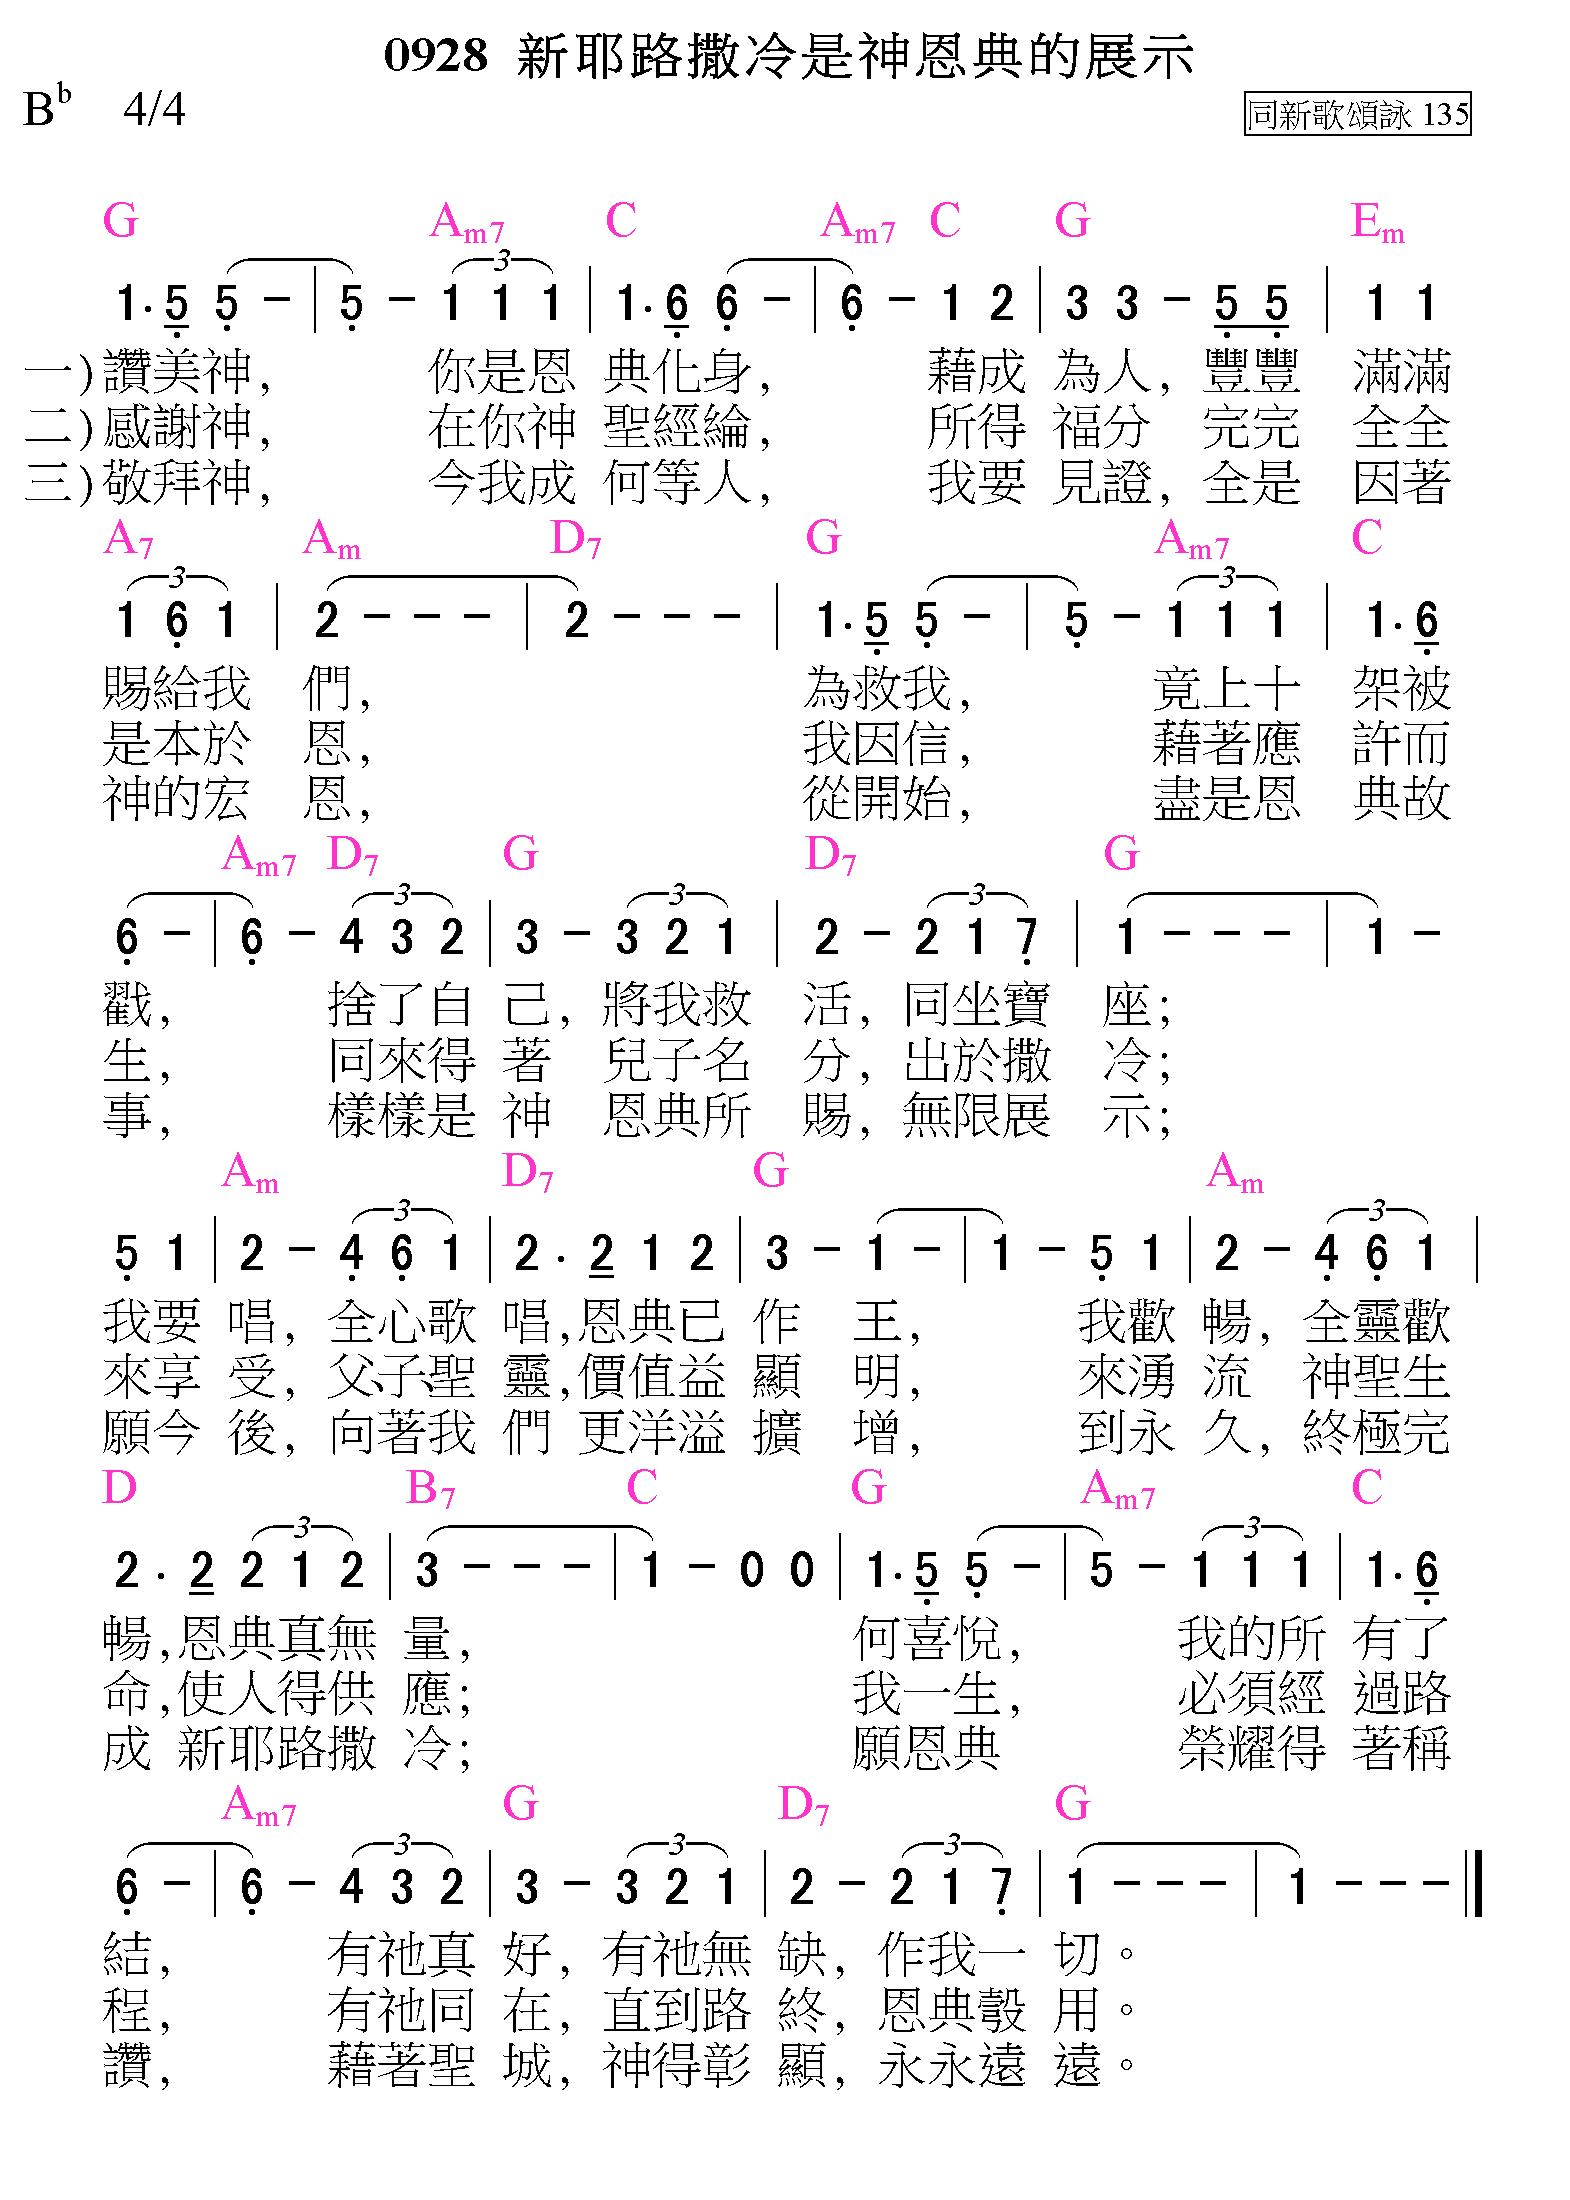 0928 新耶路撒冷是神恩典的展示
B♭ 4/4
同新歌頌詠 135
G Am7 C Am7 C G Em
3
1. 5 5 - | 5 - 1 1 1 | 1. 6 6 - | 6 - 1 2 | 3 3 - 5 5 | 1 1
一)讚美神, 你是恩 典化身, 藉成 為人, 豐豐 滿滿
二)感謝神, 在你神 聖經綸, 所得 福分 完完 全全
三)敬拜神, 今我成 何等人, 我要 見證, 全是 因著
A7 Am D7 G Am7 C
3 3
1 6 1 | 2 - - - | 2 - - - | 1. 5 5 - | 5 - 1 1 1 | 1. 6
賜給我 們, 為救我, 竟上十 架被
是本於 恩, 我因信, 藉著應 許而
神的宏 恩, 從開始, 盡是恩 典故
Am7 D7 G D7 G
3 3 3
6 - | 6 - 4 3 2 | 3 - 3 2 1 | 2 - 2 1 7 | 1 - - - | 1 -
戳, 捨了自 己, 將我救 活, 同坐寶 座;
生, 同來得 著 兒子名 分, 出於撒 冷;
事, 樣樣是 神 恩典所 賜, 無限展 示;
Am D7 G Am
3 3
5 1 | 2 - 4 6 1 | 2 . 2 1 2 | 3 - 1 - | 1 - 5 1 | 2 - 4 6 1 |
我要 唱, 全心歌 唱,恩典已 作 王, 我歡 暢, 全靈歡
來享 受, 父、子、聖 靈,價值益 顯 明, 來湧 流 神聖生
願今 後, 向著我 們 更洋溢 擴 增, 到永 久, 終極完
D B7 C G Am7 C
3 3
2 . 2 2 1 2 | 3 - - - | 1 - 0 0 | 1. 5 5 - | 5 - 1 1 1 | 1. 6
暢,恩典真無 量, 何喜悅, 我的所 有了
命,使人得供 應; 我一生, 必須經 過路
成 新耶路撒 冷; 願恩典 榮耀得 著稱
Am7 G D7 G
3 3 3
6 - | 6 - 4 3 2 | 3 - 3 2 1 | 2 - 2 1 7 | 1 - - - | 1 - - - ||
結, 有祂真 好, 有祂無 缺, 作我一 切。
程, 有祂同 在, 直到路 終, 恩典彀 用。
讚, 藉著聖 城, 神得彰 顯, 永永遠 遠。